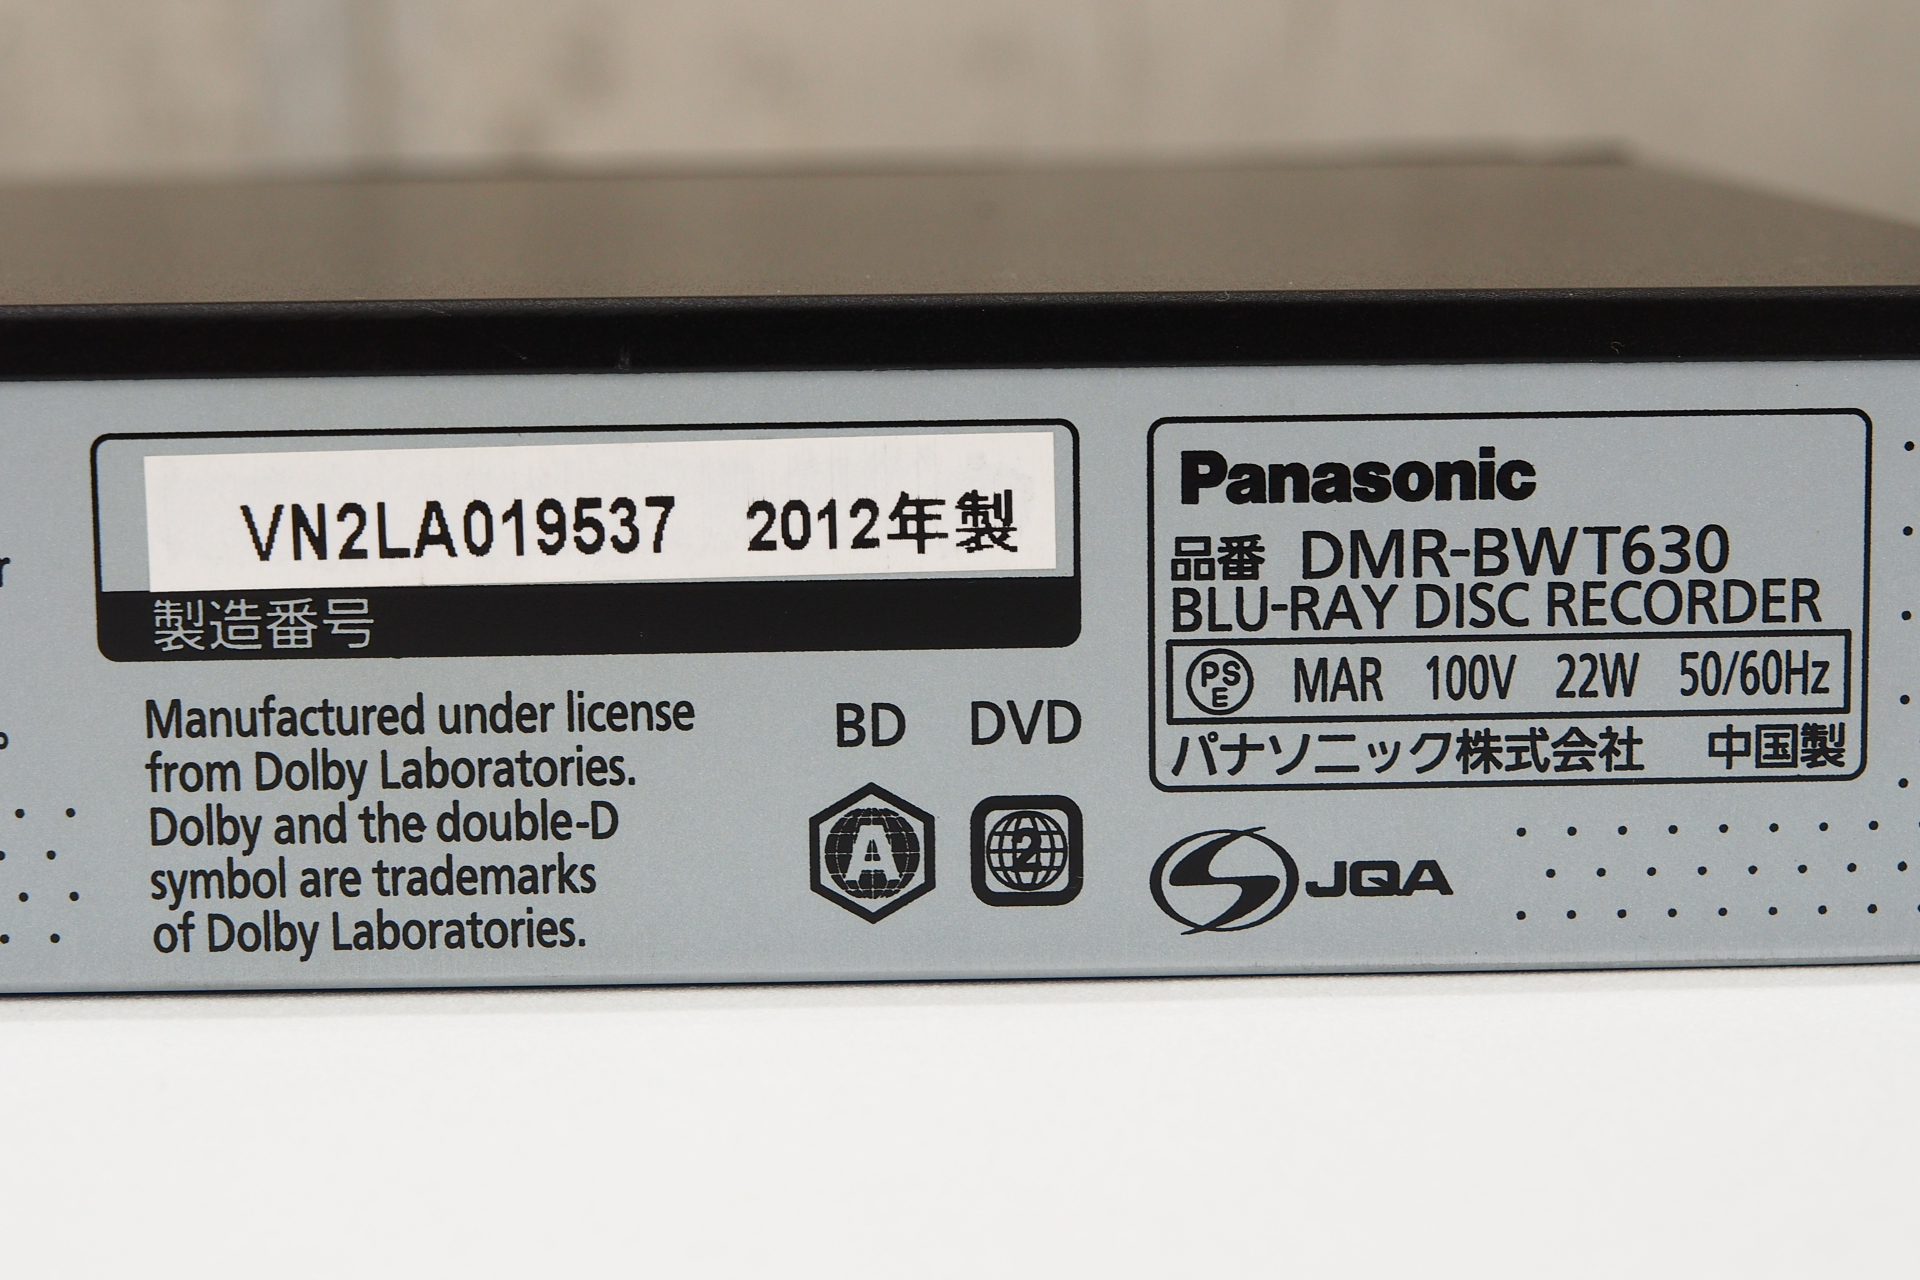 VN2LA019537 2012年製
製造番号
Manufactured under license
from Dolby Laboratories.
Dolby and the double-D
symbol are trademarks
of Dolby Laboratories.
BD DVD
A 2
Panasonic
品番 DMR-BWT630
BLU-RAY DISC RECORDER
PSE MAR 100V 22W 50/60Hz
パナソニック株式会社 中国製
JQA